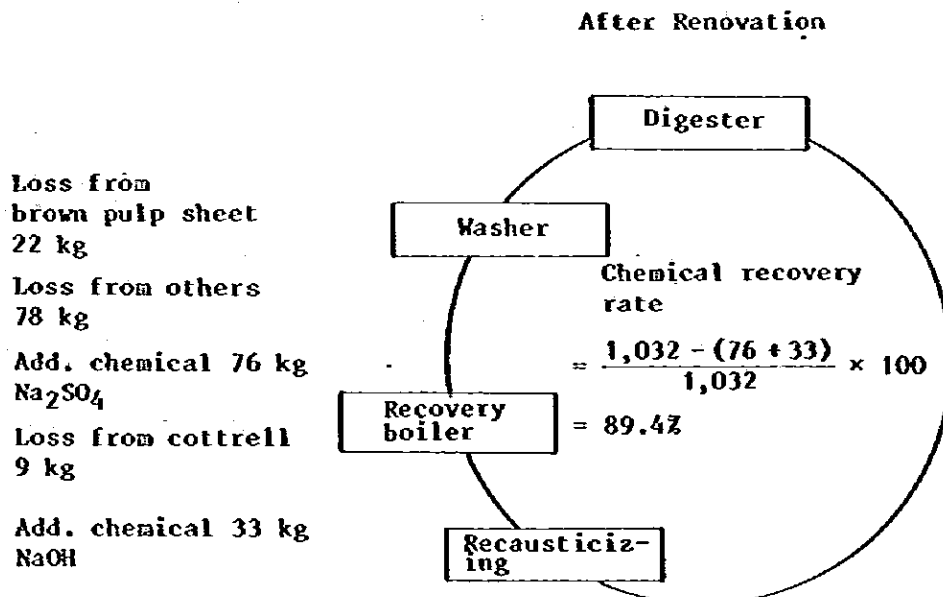 After Renovation
Digester
Loss from
brown pulp sheet
22 kg
Washer
Loss from others
78 kg
Chemical recovery
rate
= 1,032 - (76 + 33) / 1,032 × 100
= 89.4%
Add. chemical 76 kg
Na₂SO₄
Recovery
boiler
Loss from cottrell
9 kg
Add. chemical 33 kg
NaOH
Recausticiz-
ing